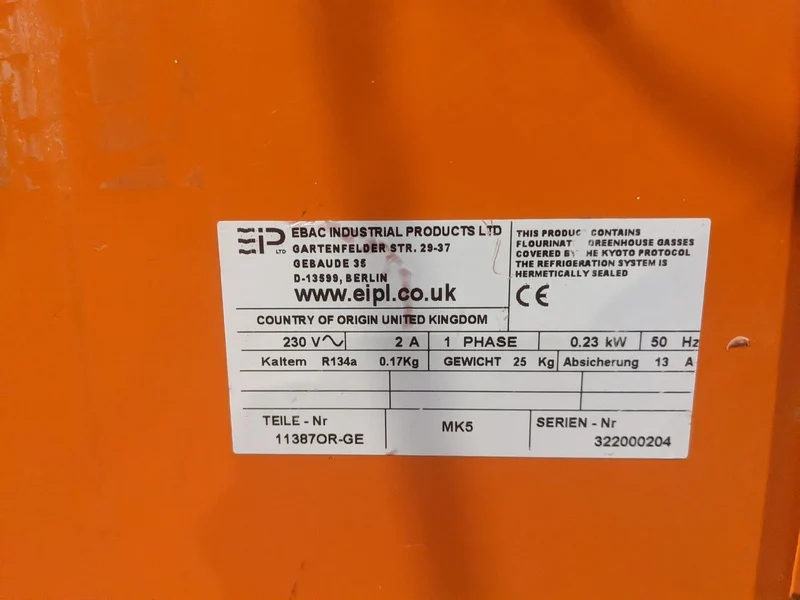 EIP LTD
EBAC INDUSTRIAL PRODUCTS LTD
GARTENFELDER STR. 29-37
GEBAUDE 35
D-13599, BERLIN
www.eipl.co.uk
THIS PRODUC CONTAINS
FLOURINAT GREENHOUSE GASSES
COVERED BY THE KYOTO PROTOCOL
THE REFRIGERATION SYSTEM IS
HERMETICALLY SEALED
CE
COUNTRY OF ORIGIN UNITED KINGDOM
230 V~ 2 A 1 PHASE 0.23 kW 50 Hz
Kaltem R134a 0.17Kg GEWICHT 25 Kg Absicherung 13 A
TEILE - Nr
11387OR-GE
MK5
SERIEN - Nr
322000204